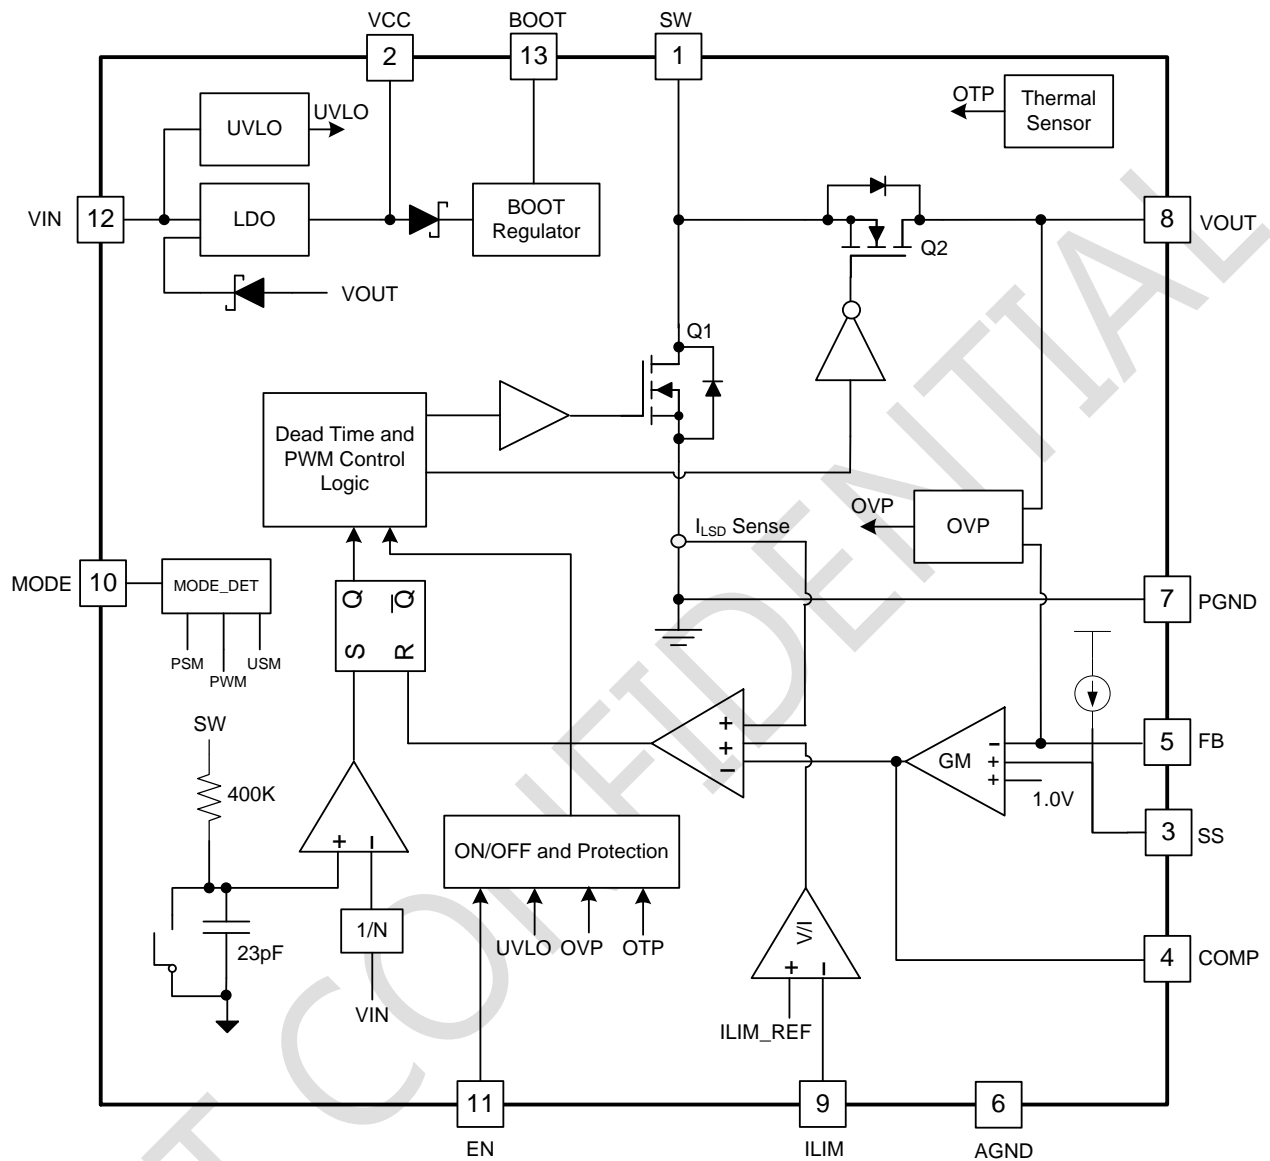 VCC
BOOT
SW
2
13
1
UVLO
UVLO
OTP
Thermal
Sensor
VIN
12
LDO
BOOT
Regulator
Q2
8
VOUT
VOUT
Q1
Dead Time and
PWM Control
Logic
OVP
OVP
I_LSD Sense
MODE
10
MODE_DET
Q
Q̅
S
R
7
PGND
PSM
PWM
USM
SW
400K
+
+
−
GM
−
+
+
1.0V
5
FB
3
SS
+
−
ON/OFF and Protection
1/N
23pF
UVLO
OVP
OTP
V/I
+
−
4
COMP
VIN
ILIM_REF
11
9
6
EN
ILIM
AGND
T CONFIDENTIAL